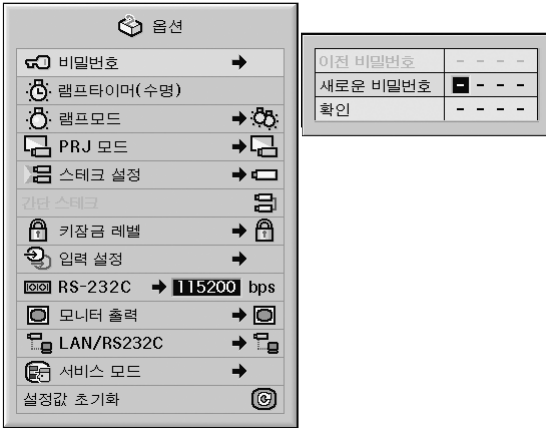 옵션
비밀번호
램프타이머(수명)
램프모드
PRJ 모드
스테크 설정
간단 스테크
키잠금 레벨
입력 설정
RS-232C 115200 bps
모니터 출력
LAN/RS232C
서비스 모드
설정값 초기화
이전 비밀번호 - - - -
새로운 비밀번호 - - - -
확인 - - - -